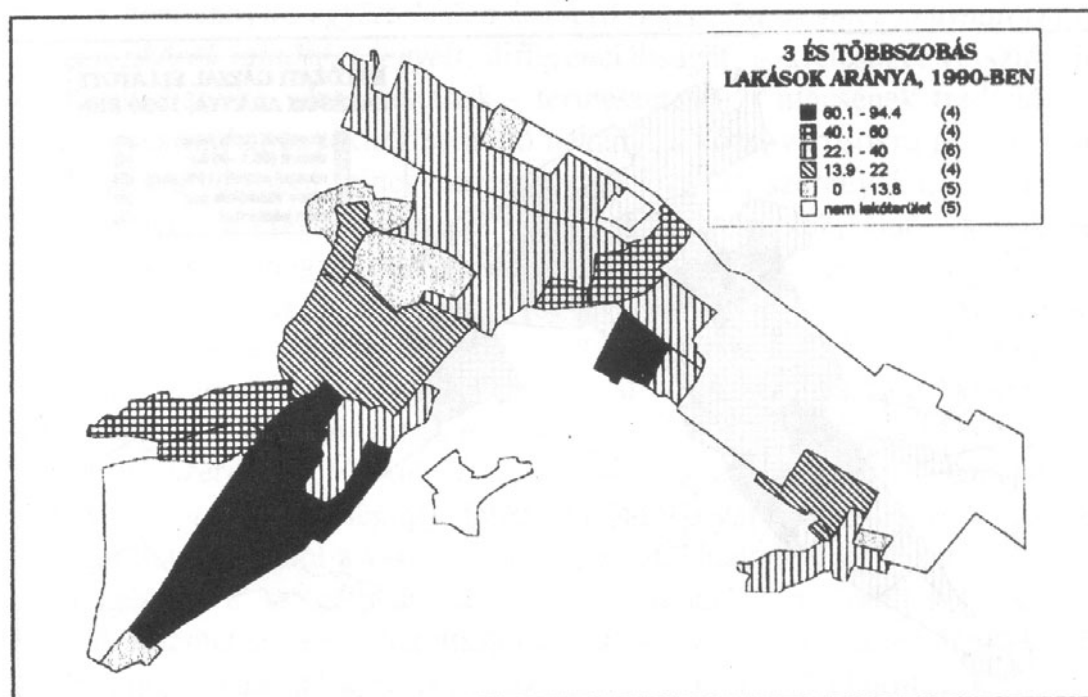 3 ÉS TÖBBSZOBÁS
LAKÁSOK ARÁNYA, 1990-BEN
60.1 - 94.4 (4)
40.1 - 60 (4)
22.1 - 40 (6)
13.9 - 22 (4)
0 - 13.8 (5)
nem lakóterület (5)